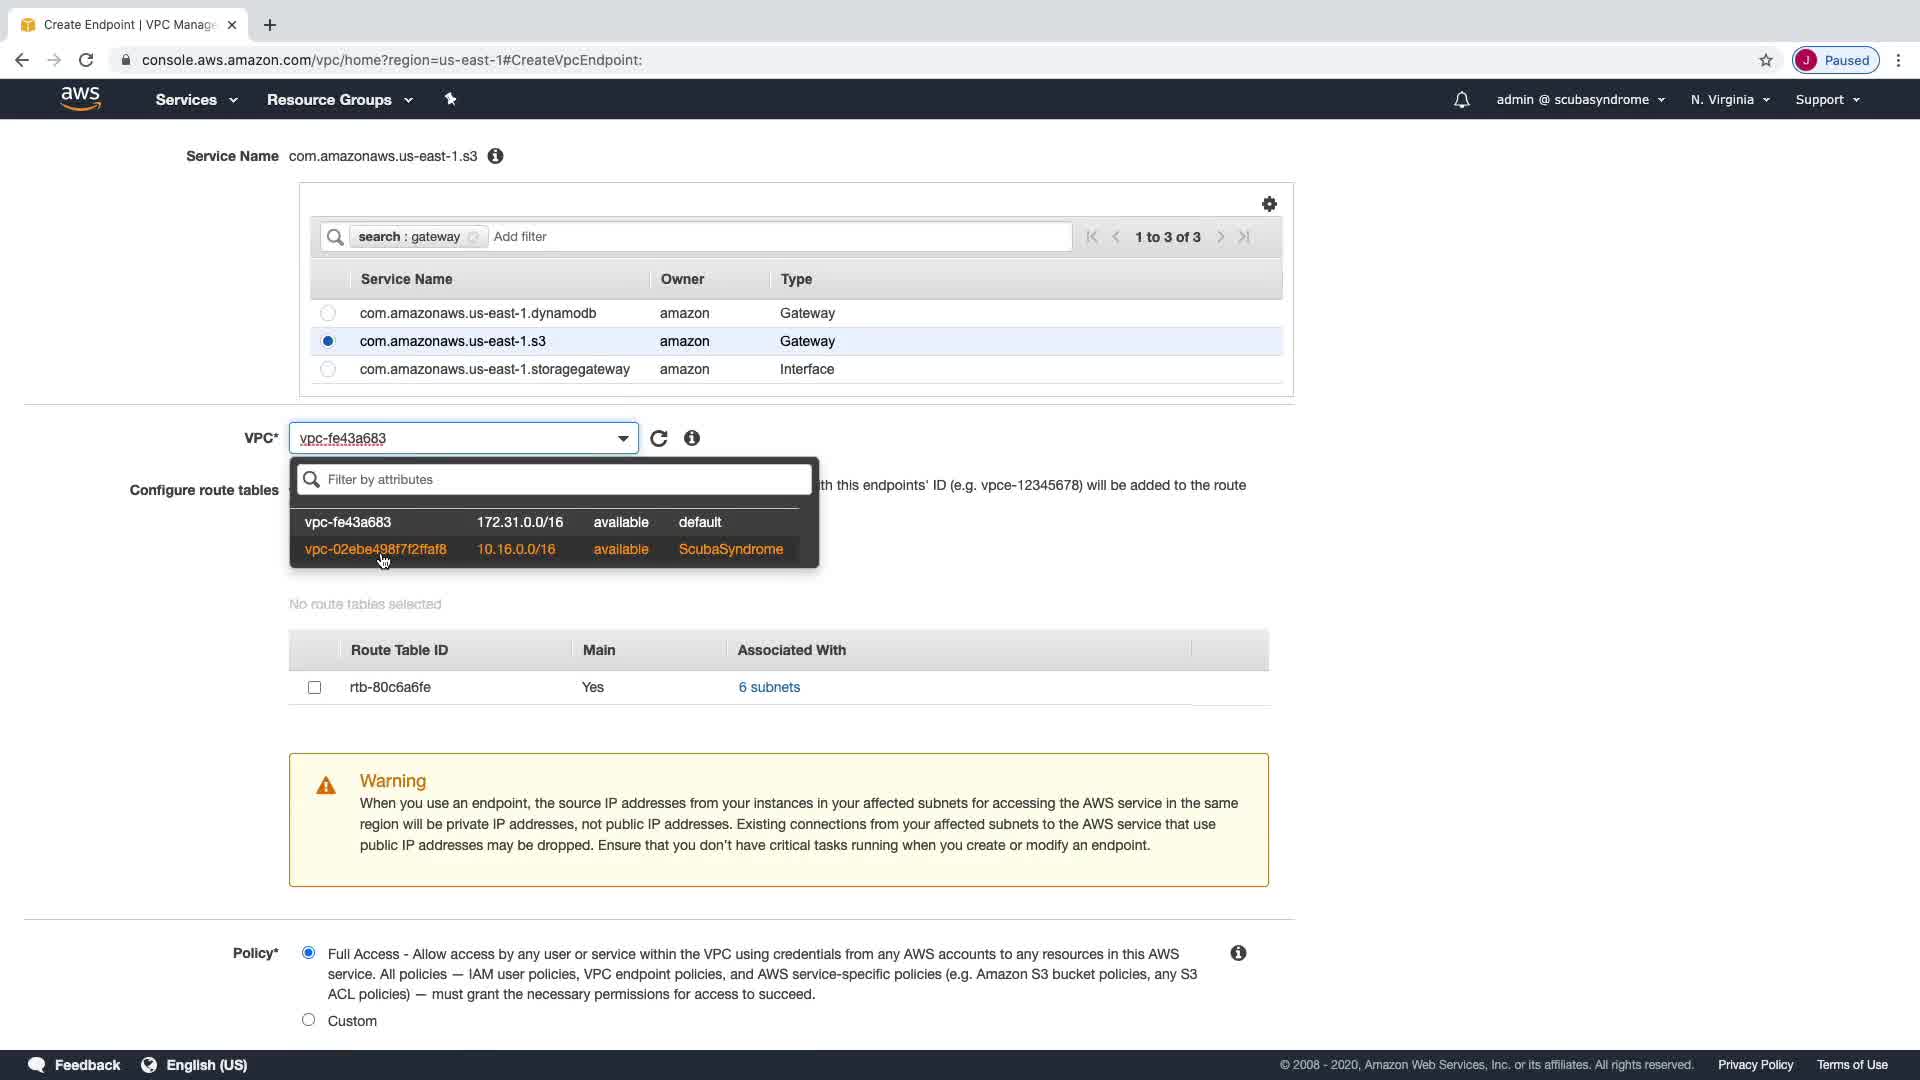 Create Endpoint | VPC Manage
console.aws.amazon.com/vpc/home?region=us-east-1#CreateVpcEndpoint:
J Paused
aws Services Resource Groups admin @ scubasyndrome N. Virginia Support
Service Name com.amazonaws.us-east-1.s3
search : gateway Add filter 1 to 3 of 3
Service Name Owner Type
com.amazonaws.us-east-1.dynamodb amazon Gateway
com.amazonaws.us-east-1.s3 amazon Gateway
com.amazonaws.us-east-1.storagegateway amazon Interface
VPC* vpc-fe43a683
Filter by attributes
Configure route tables th this endpoints' ID (e.g. vpce-12345678) will be added to the route
vpc-fe43a683 172.31.0.0/16 available default
vpc-02ebe498f7f2ffaf8 10.16.0.0/16 available ScubaSyndrome
No route tables selected
Route Table ID Main Associated With
rtb-80c6a6fe Yes 6 subnets
Warning
When you use an endpoint, the source IP addresses from your instances in your affected subnets for accessing the AWS service in the same
region will be private IP addresses, not public IP addresses. Existing connections from your affected subnets to the AWS service that use
public IP addresses may be dropped. Ensure that you don't have critical tasks running when you create or modify an endpoint.
Policy* Full Access - Allow access by any user or service within the VPC using credentials from any AWS accounts to any resources in this AWS
service. All policies — IAM user policies, VPC endpoint policies, and AWS service-specific policies (e.g. Amazon S3 bucket policies, any S3
ACL policies) — must grant the necessary permissions for access to succeed.
Custom
Feedback English (US) © 2008 - 2020, Amazon Web Services, Inc. or its affiliates. All rights reserved. Privacy Policy Terms of Use